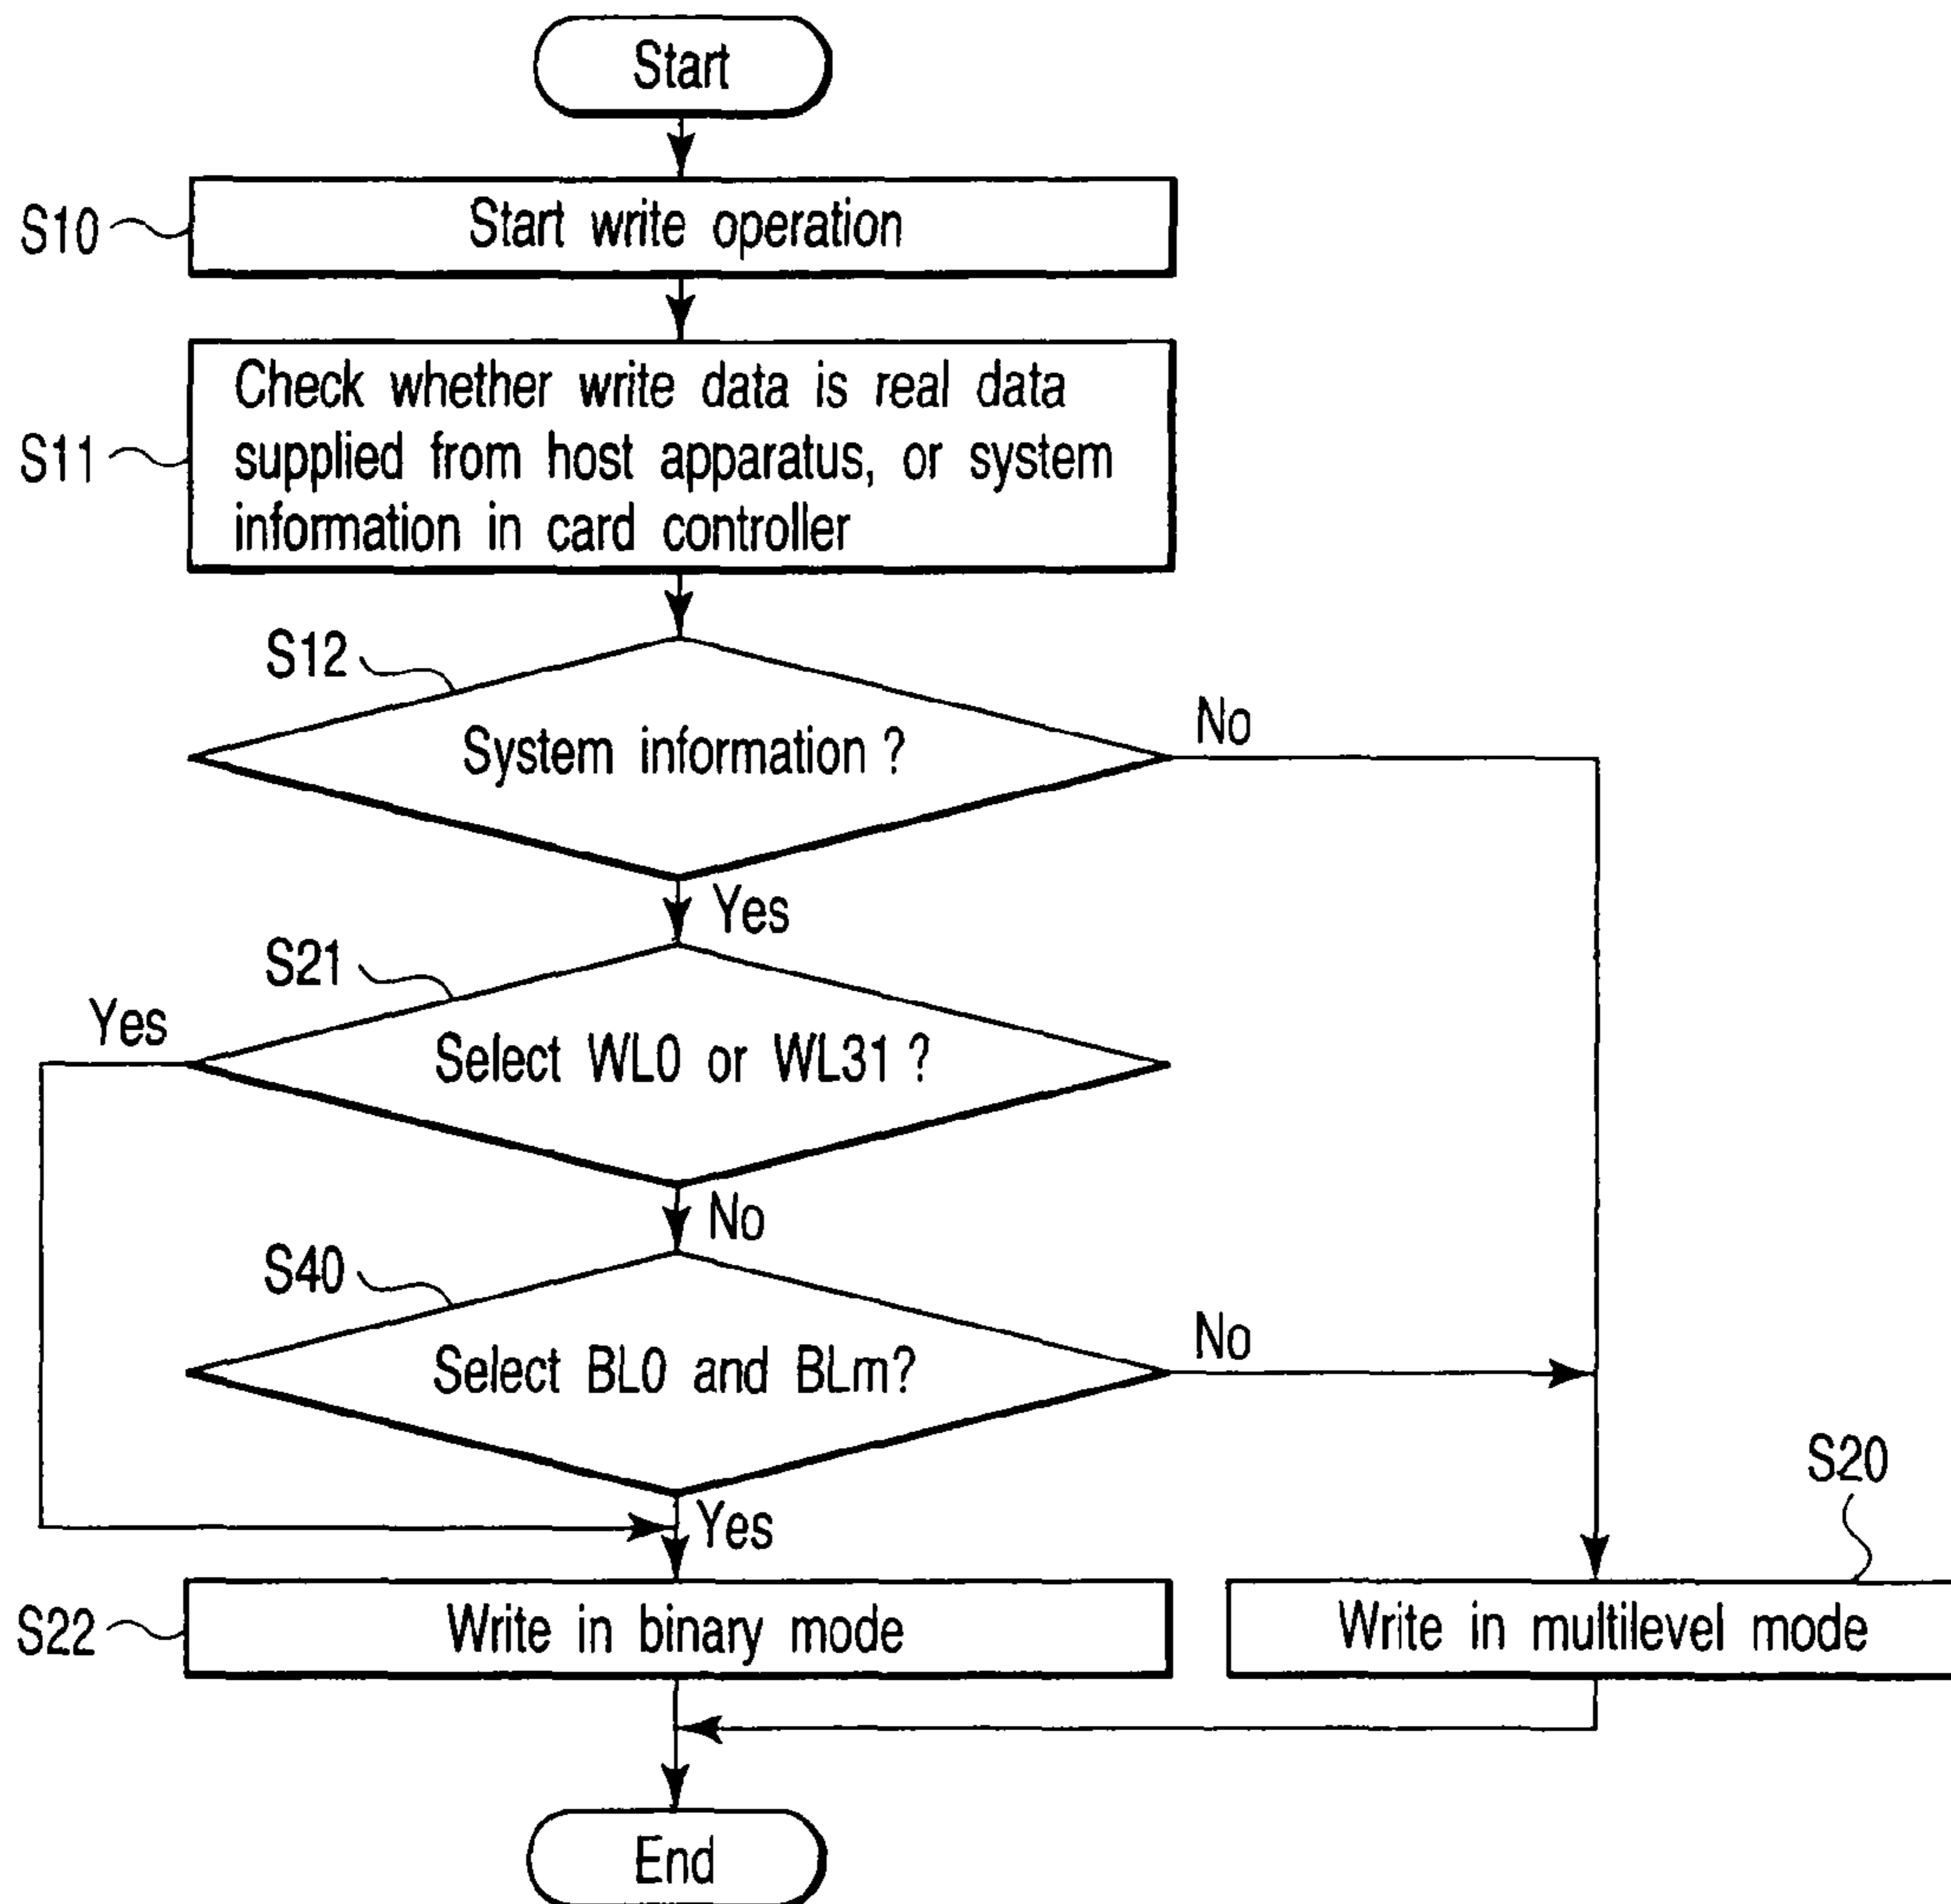 Start
S10
Start write operation
S11
Check whether write data is real data
supplied from host apparatus, or system
information in card controller
S12
System information ?
No
Yes
S21
Yes
Select WL0 or WL31 ?
No
S40
Select BL0 and BLm?
No
Yes
S20
S22
Write in binary mode
Write in multilevel mode
End